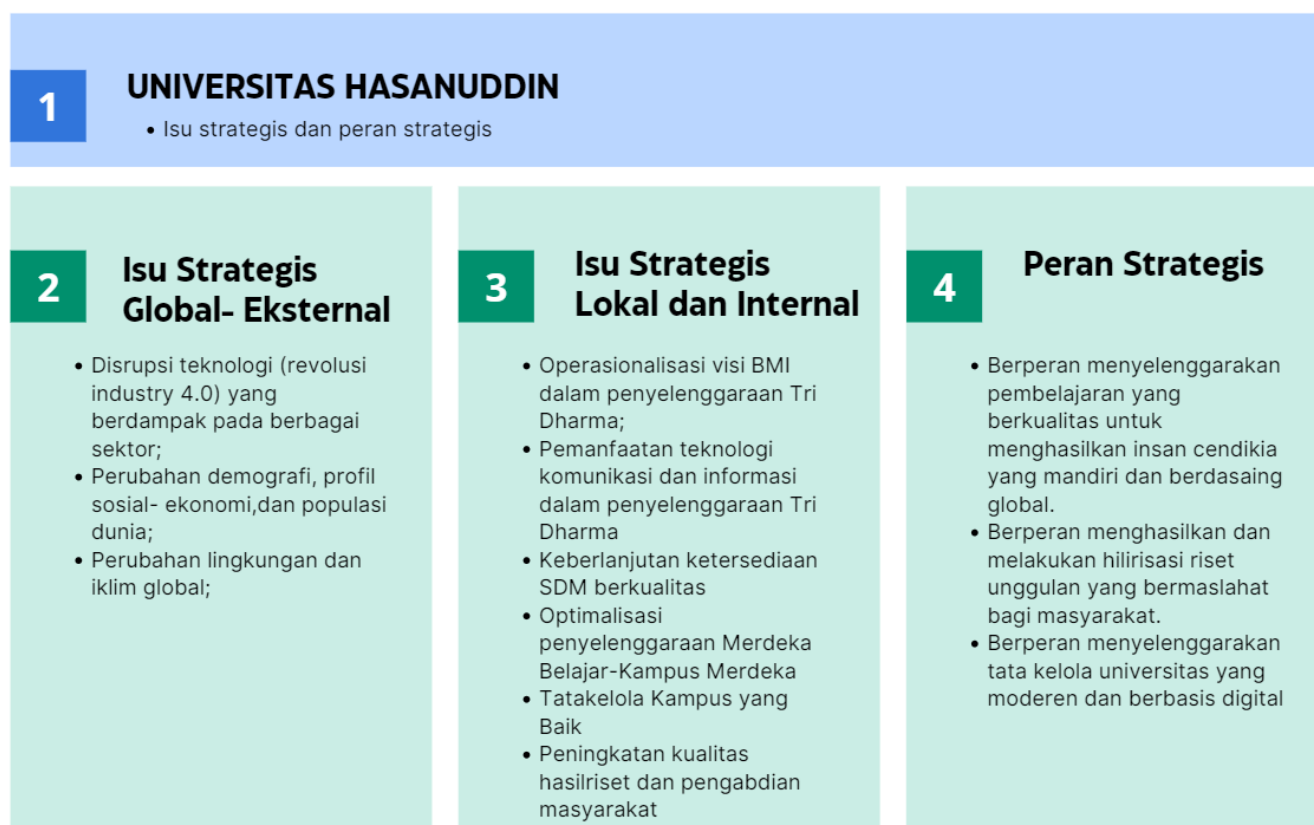 1
UNIVERSITAS HASANUDDIN
• Isu strategis dan peran strategis
2
Isu Strategis
Global- Eksternal
• Disrupsi teknologi (revolusi
industry 4.0) yang
berdampak pada berbagai
sektor;
• Perubahan demografi, profil
sosial- ekonomi,dan populasi
dunia;
• Perubahan lingkungan dan
iklim global;
3
Isu Strategis
Lokal dan Internal
• Operasionalisasi visi BMI
dalam penyelenggaraan Tri
Dharma;
• Pemanfaatan teknologi
komunikasi dan informasi
dalam penyelenggaraan Tri
Dharma
• Keberlanjutan ketersediaan
SDM berkualitas
• Optimalisasi
penyelenggaraan Merdeka
Belajar-Kampus Merdeka
• Tatakelola Kampus yang
Baik
• Peningkatan kualitas
hasilriset dan pengabdian
masyarakat
4
Peran Strategis
• Berperan menyelenggarakan
pembelajaran yang
berkualitas untuk
menghasilkan insan cendikia
yang mandiri dan berdasaing
global.
• Berperan menghasilkan dan
melakukan hilirisasi riset
unggulan yang bermaslahat
bagi masyarakat.
• Berperan menyelenggarakan
tata kelola universitas yang
moderen dan berbasis digital